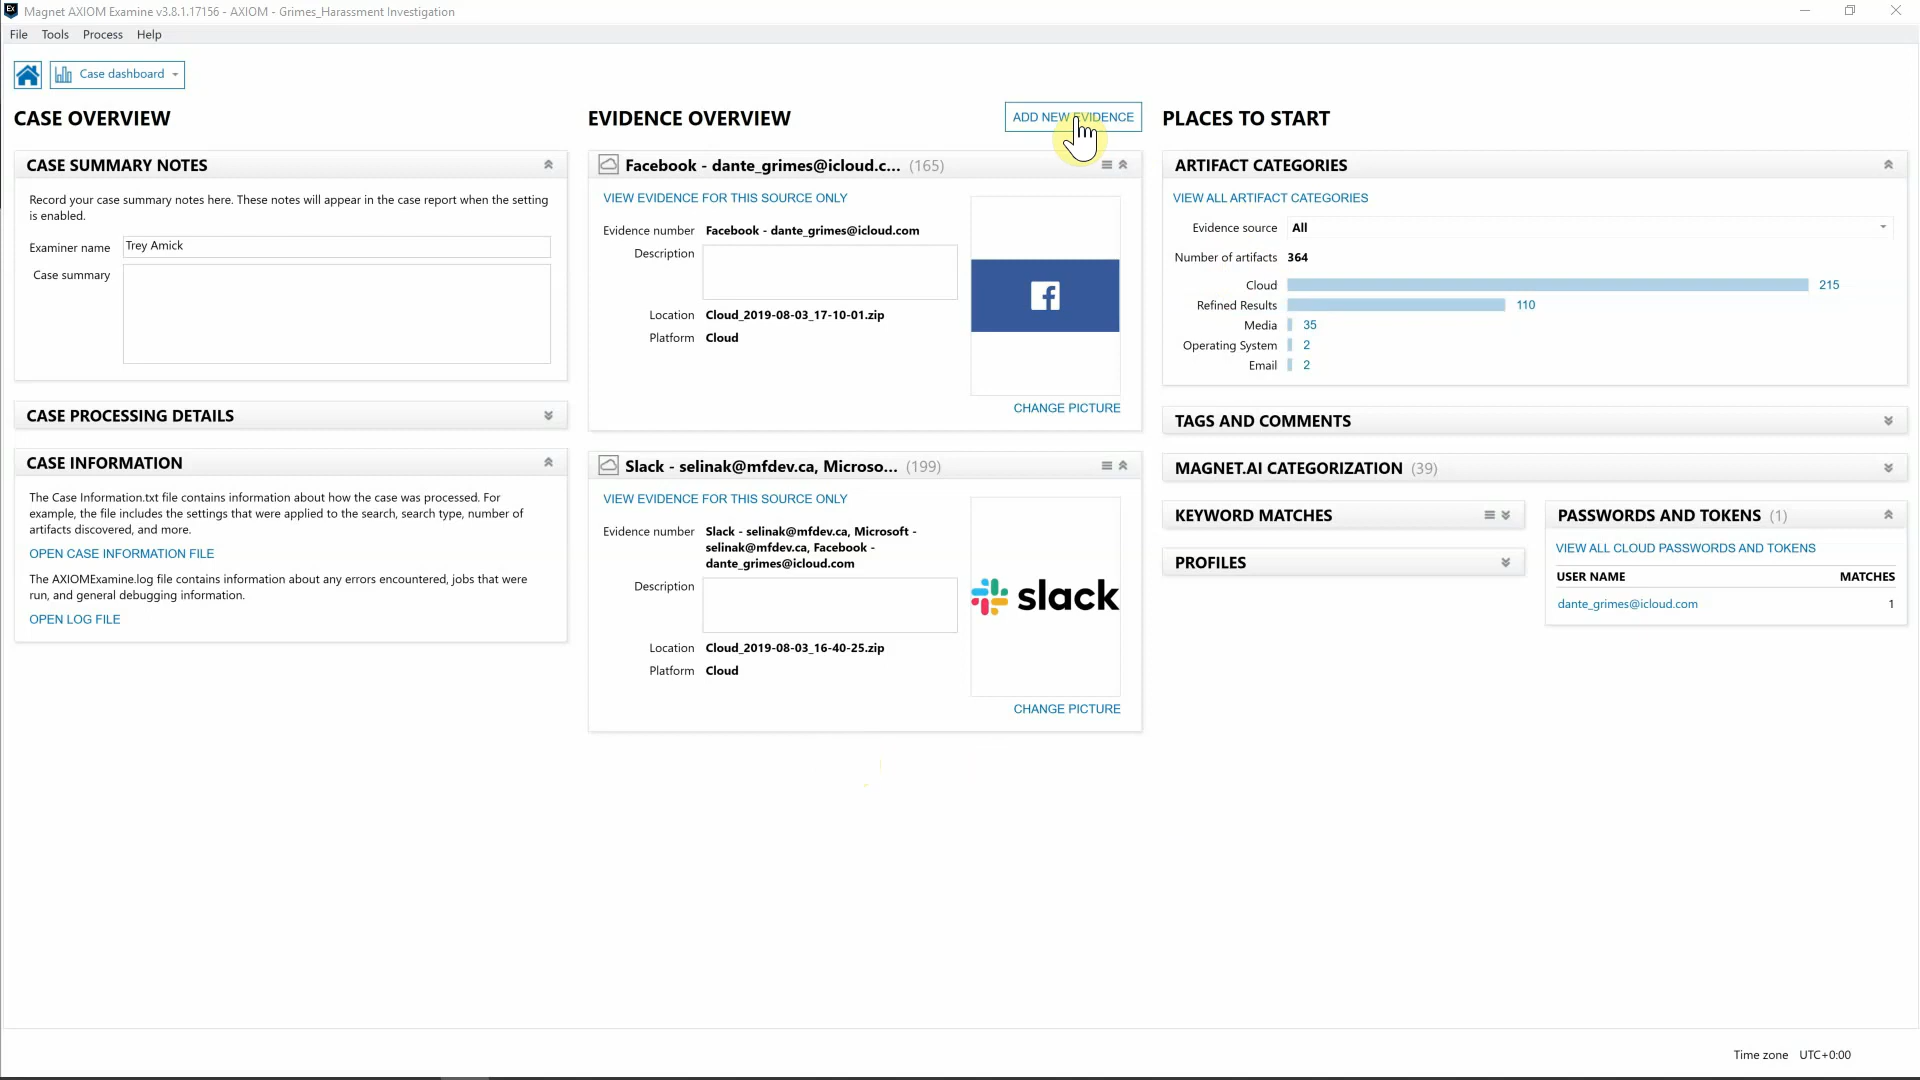 Magnet AXIOM Examine v3.8.1.17156 - AXIOM - Grimes_Harassment Investigation
File Tools Process Help
Case dashboard
CASE OVERVIEW
CASE SUMMARY NOTES
Record your case summary notes here. These notes will appear in the case report when the setting
is enabled.
Examiner name Trey Amick
Case summary
CASE PROCESSING DETAILS
CASE INFORMATION
The Case Information.txt file contains information about how the case was processed. For
example, the file includes the settings that were applied to the search, search type, number of
artifacts discovered, and more.
OPEN CASE INFORMATION FILE
The AXIOMExamine.log file contains information about any errors encountered, jobs that were
run, and general debugging information.
OPEN LOG FILE
EVIDENCE OVERVIEW
ADD NEW EVIDENCE
Facebook - dante_grimes@icloud.c... (165)
VIEW EVIDENCE FOR THIS SOURCE ONLY
Evidence number Facebook - dante_grimes@icloud.com
Description
Location Cloud_2019-08-03_17-10-01.zip
Platform Cloud
CHANGE PICTURE
Slack - selinak@mfdev.ca, Microso... (199)
VIEW EVIDENCE FOR THIS SOURCE ONLY
Evidence number Slack - selinak@mfdev.ca, Microsoft -
selinak@mfdev.ca, Facebook -
dante_grimes@icloud.com
Description
slack
Location Cloud_2019-08-03_16-40-25.zip
Platform Cloud
CHANGE PICTURE
PLACES TO START
ARTIFACT CATEGORIES
VIEW ALL ARTIFACT CATEGORIES
Evidence source All
Number of artifacts 364
Cloud 215
Refined Results 110
Media 35
Operating System 2
Email 2
TAGS AND COMMENTS
MAGNET.AI CATEGORIZATION (39)
KEYWORD MATCHES
PROFILES
PASSWORDS AND TOKENS (1)
VIEW ALL CLOUD PASSWORDS AND TOKENS
USER NAME MATCHES
dante_grimes@icloud.com 1
Time zone UTC+0:00